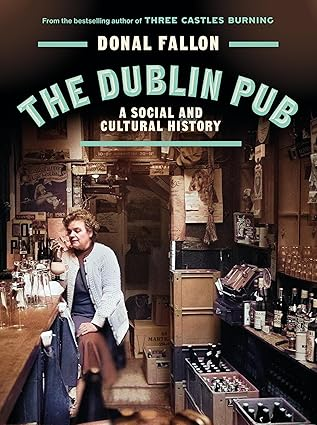 From the bestselling author of THREE CASTLES BURNING
DONAL FALLON
THE DUBLIN PUB
A SOCIAL AND
CULTURAL HISTORY